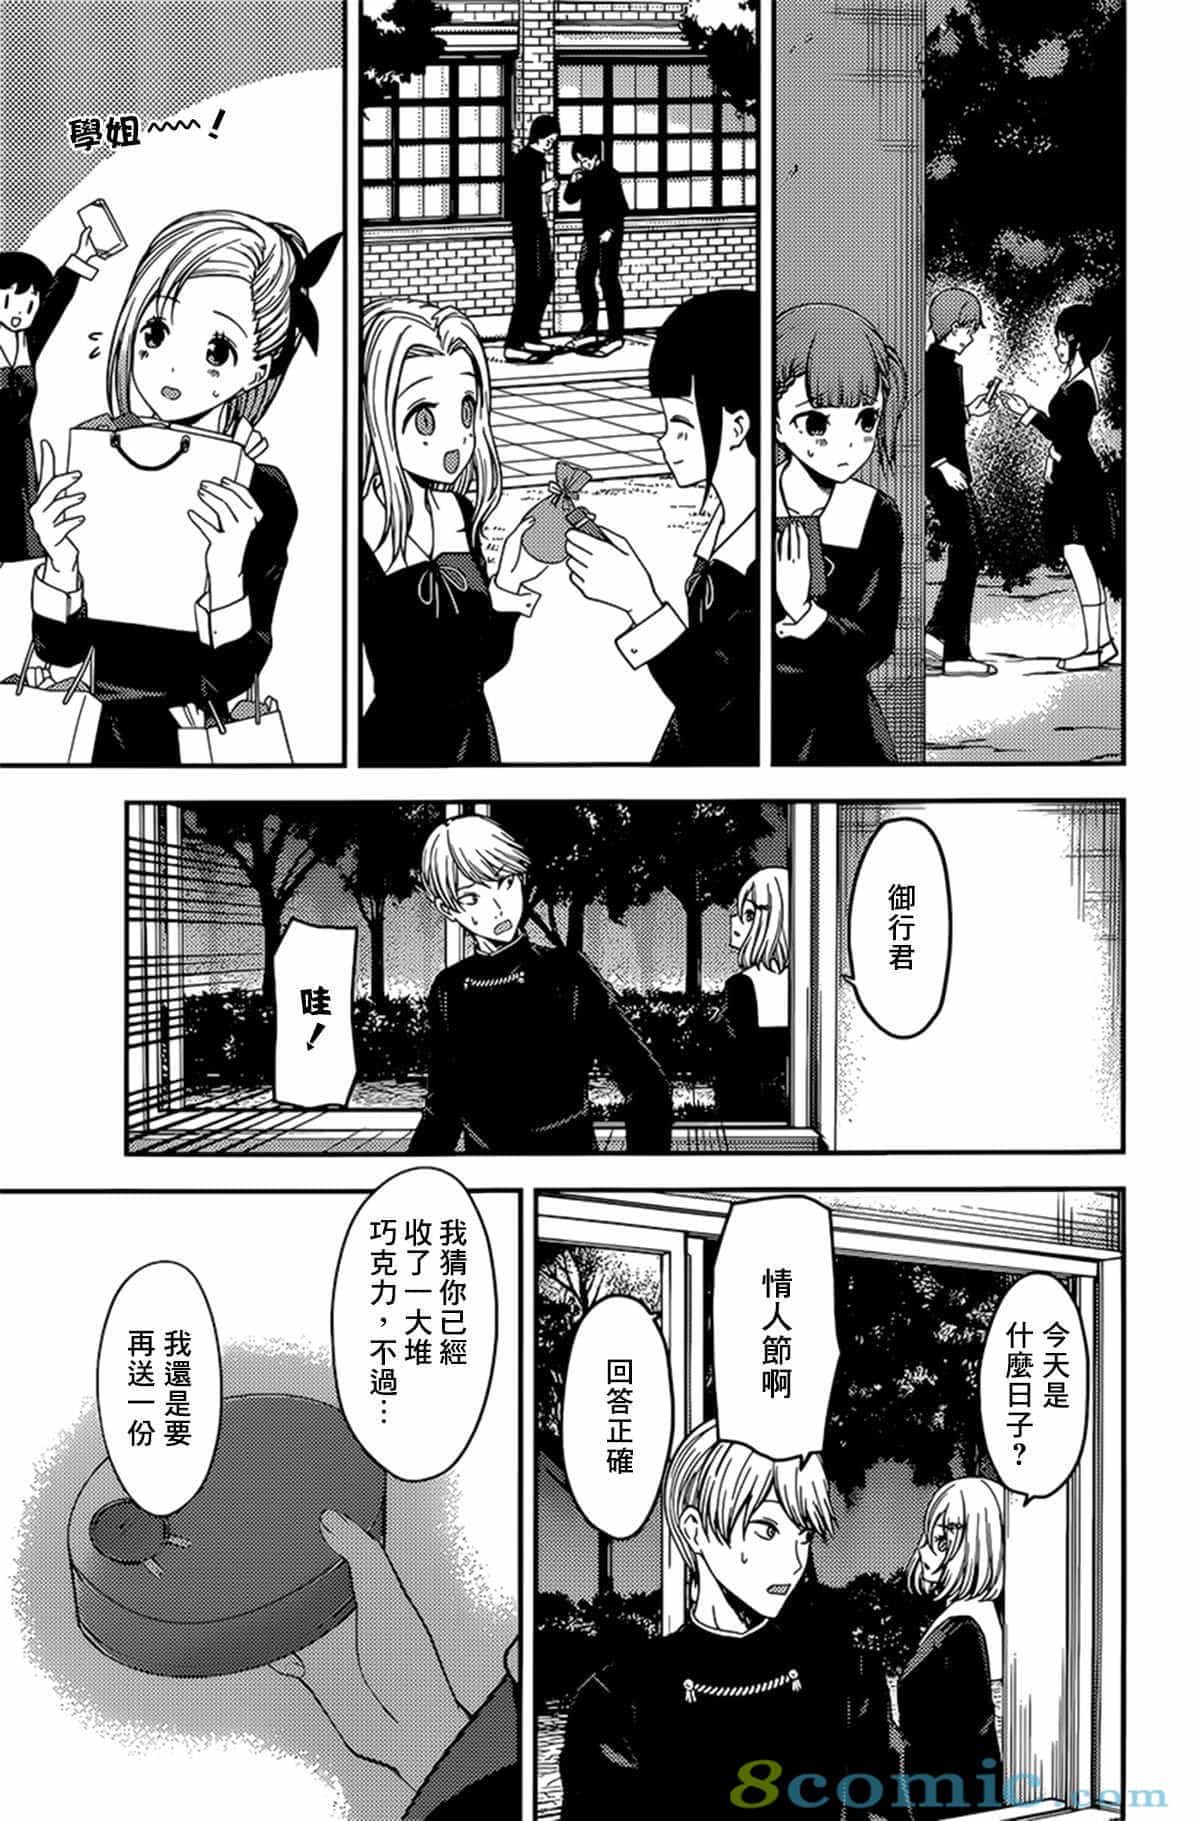 學姐~~~~!
御行君
哇!
今天是
什麼日子?
情人節啊
回答正確
我猜你已經
收了一大堆
巧克力，不過…
我還是要
再送一份
8comic.com